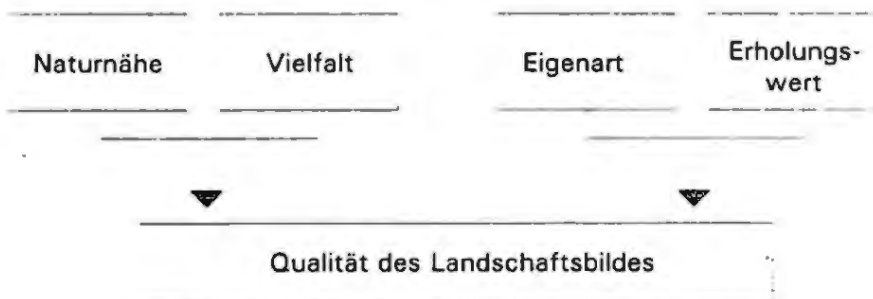 Naturnähe Vielfalt Eigenart Erholungs-
wert
Qualität des Landschaftsbildes